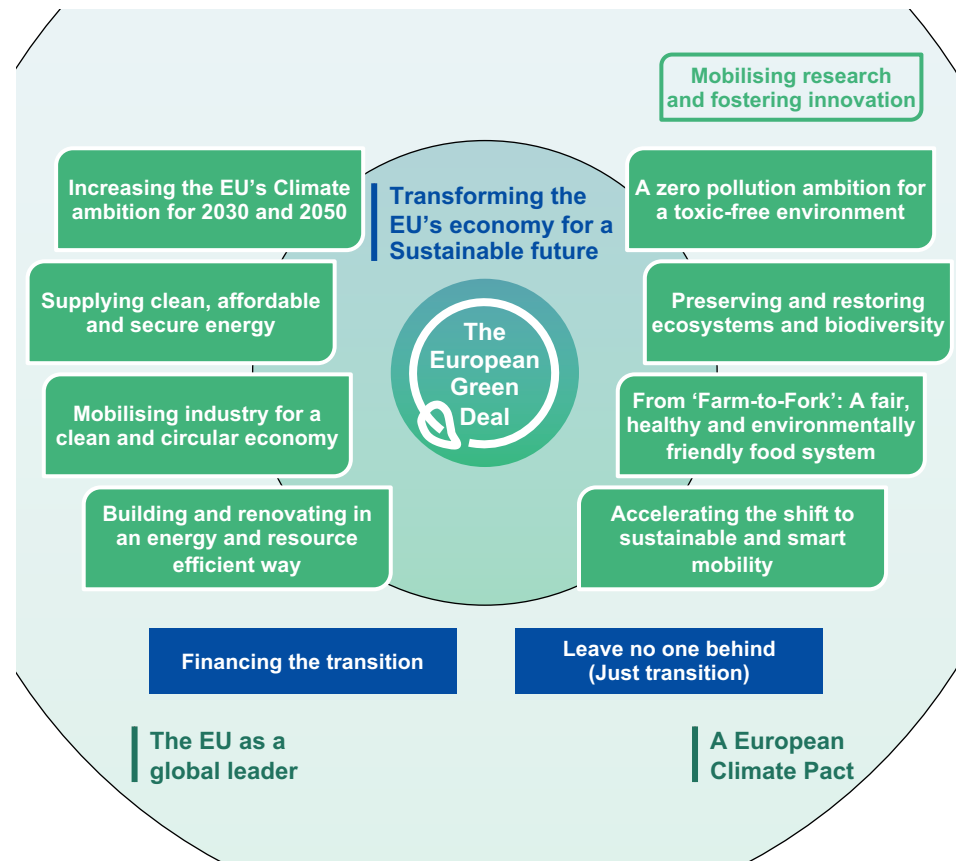 Mobilising research
and fostering innovation
Transforming the
EU’s economy for a
Sustainable future
Increasing the EU’s Climate
ambition for 2030 and 2050
Supplying clean, affordable
and secure energy
Mobilising industry for a
clean and circular economy
Building and renovating in
an energy and resource
efficient way
The
European
Green
Deal
A zero pollution ambition for
a toxic-free environment
Preserving and restoring
ecosystems and biodiversity
From ‘Farm-to-Fork’: A fair,
healthy and environmentally
friendly food system
Accelerating the shift to
sustainable and smart
mobility
Financing the transition
Leave no one behind
(Just transition)
The EU as a
global leader
A European
Climate Pact